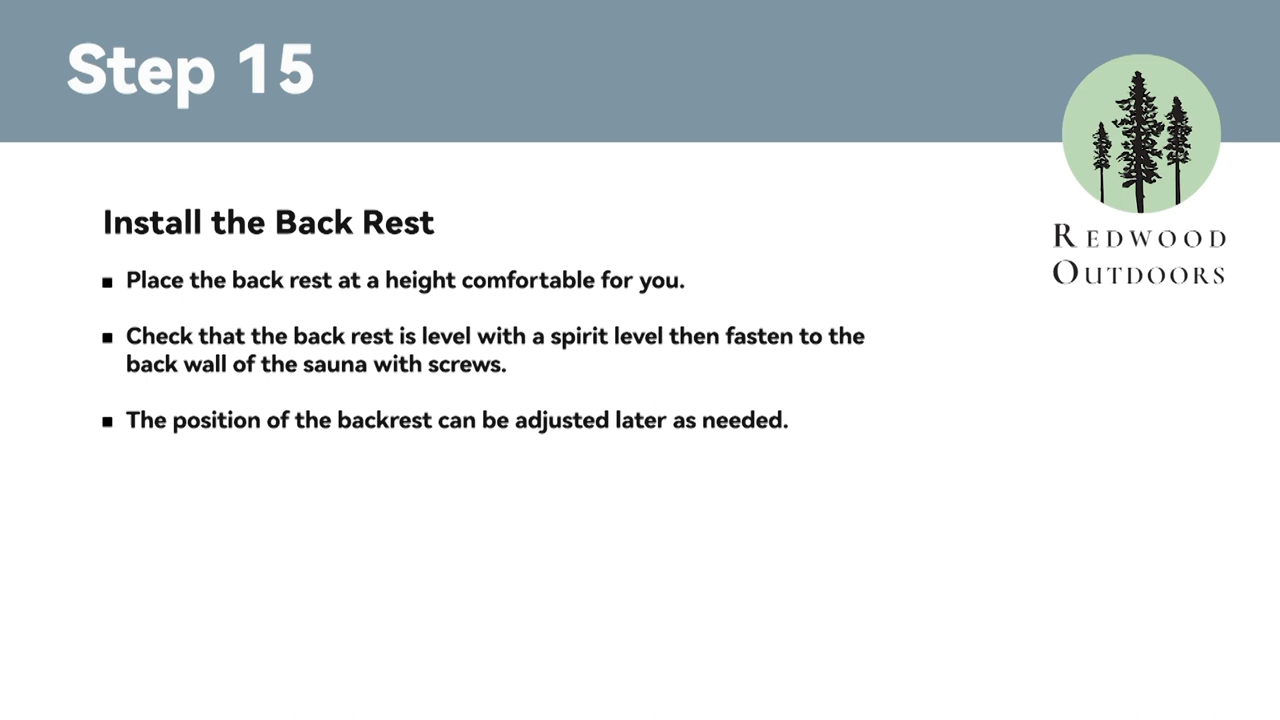 Step 15
Install the Back Rest
▪ Place the back rest at a height comfortable for you.
▪ Check that the back rest is level with a spirit level then fasten to the
back wall of the sauna with screws.
▪ The position of the backrest can be adjusted later as needed.
REDWOOD
OUTDOORS